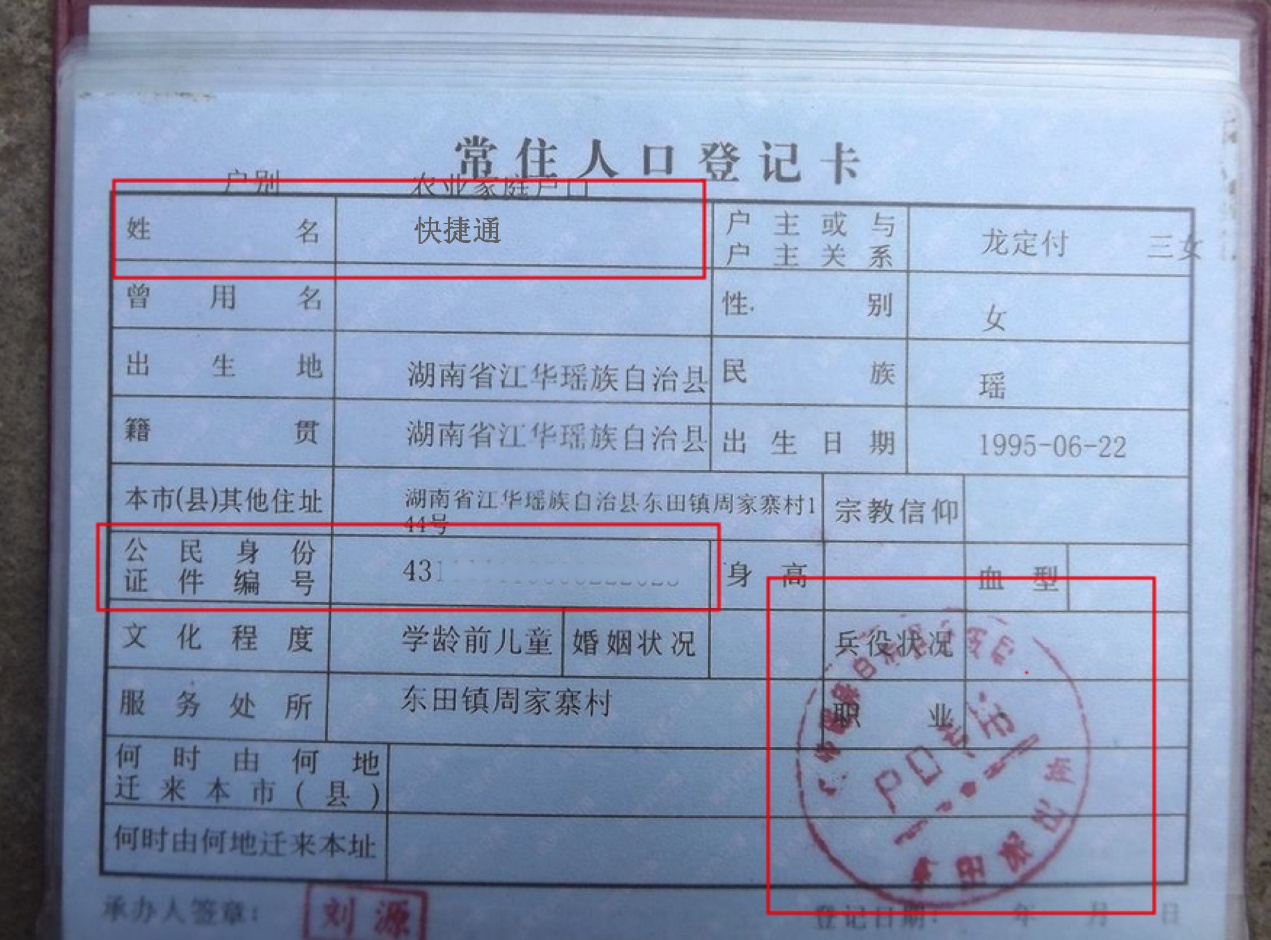 常住人口登记卡
户别 农业家庭户口
姓名 快捷通 户主或与户主关系 龙定付 三女
曾用名 性别 女
出生地 湖南省江华瑶族自治县 民族 瑶
籍贯 湖南省江华瑶族自治县 出生日期 1995-06-22
本市(县)其他住址 湖南省江华瑶族自治县东田镇周家寨村1
44号 宗教信仰
公民身份证件编号 431 身高 血型
文化程度 学龄前儿童 婚姻状况 兵役状况
服务处所 东田镇周家寨村 职业
何时由何地迁来本市(县)
何时由何地迁来本址
承办人签章: 刘源 登记日期: 年 月 日